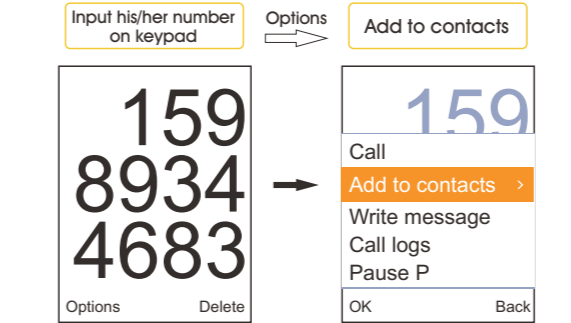 Input his/her number
on keypad
Options
Add to contacts
159
8934
4683
Options Delete
159
Call
Add to contacts >
Write message
Call logs
Pause P
OK Back